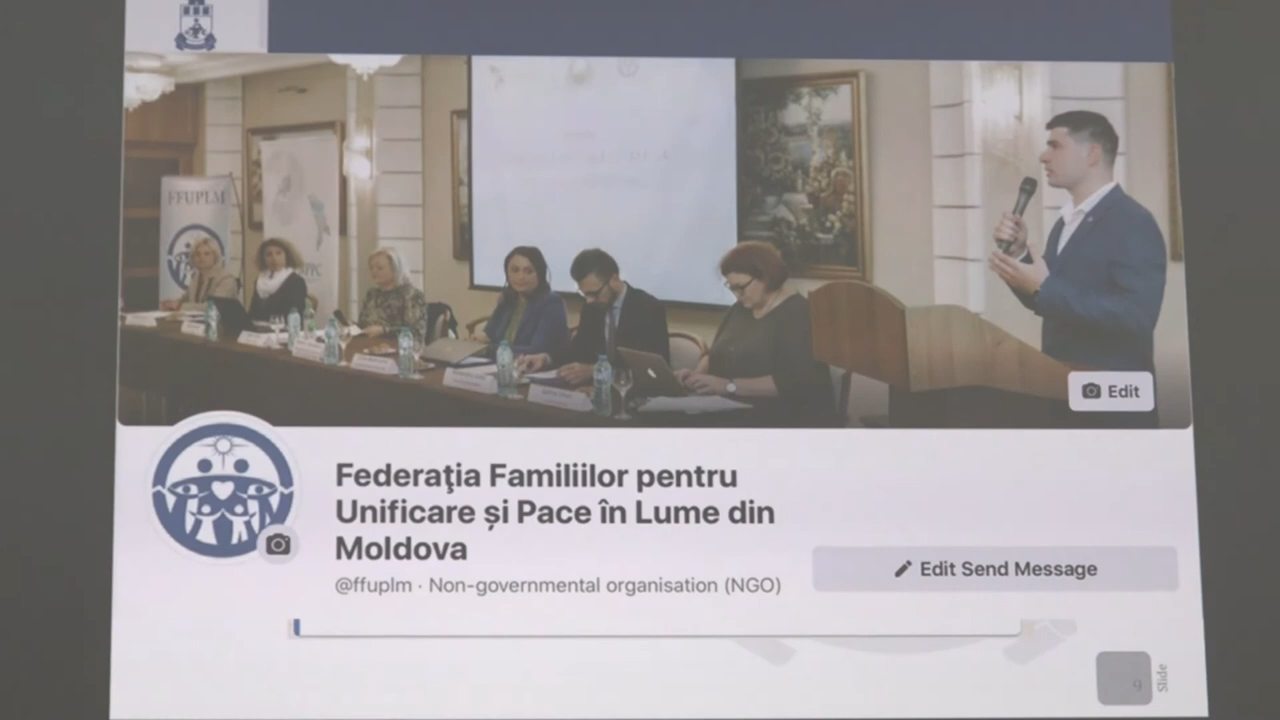 FFUPLM
Edit
Federaţia Familiilor pentru
Unificare și Pace în Lume din
Moldova
@ffuplm · Non-governmental organisation (NGO)
Edit Send Message
9
Slide